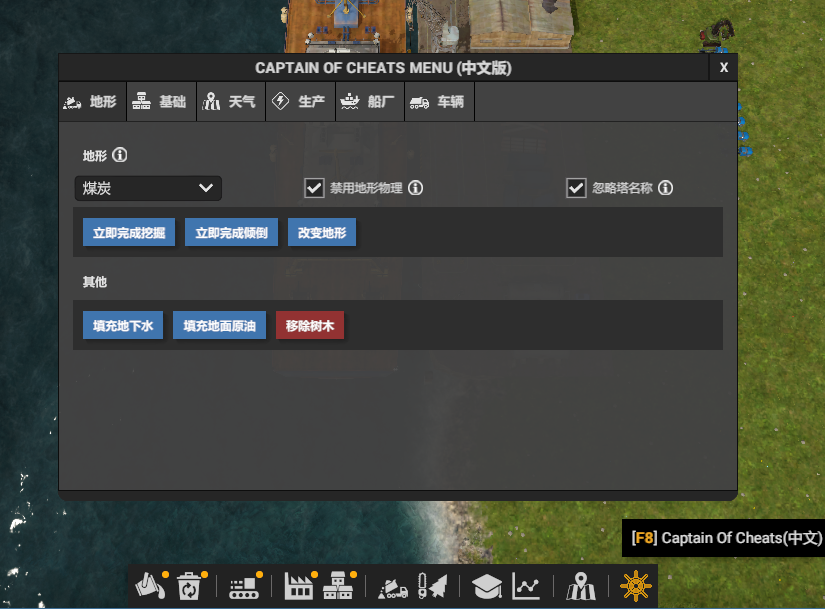 CAPTAIN OF CHEATS MENU (中文版)
X
地形 基础 天气 生产 船厂 车辆
地形
煤炭 禁用地形物理 忽略塔名称
立即完成挖掘 立即完成倾倒 改变地形
其他
填充地下水 填充地面原油 移除树木
[F8] Captain Of Cheats(中文)